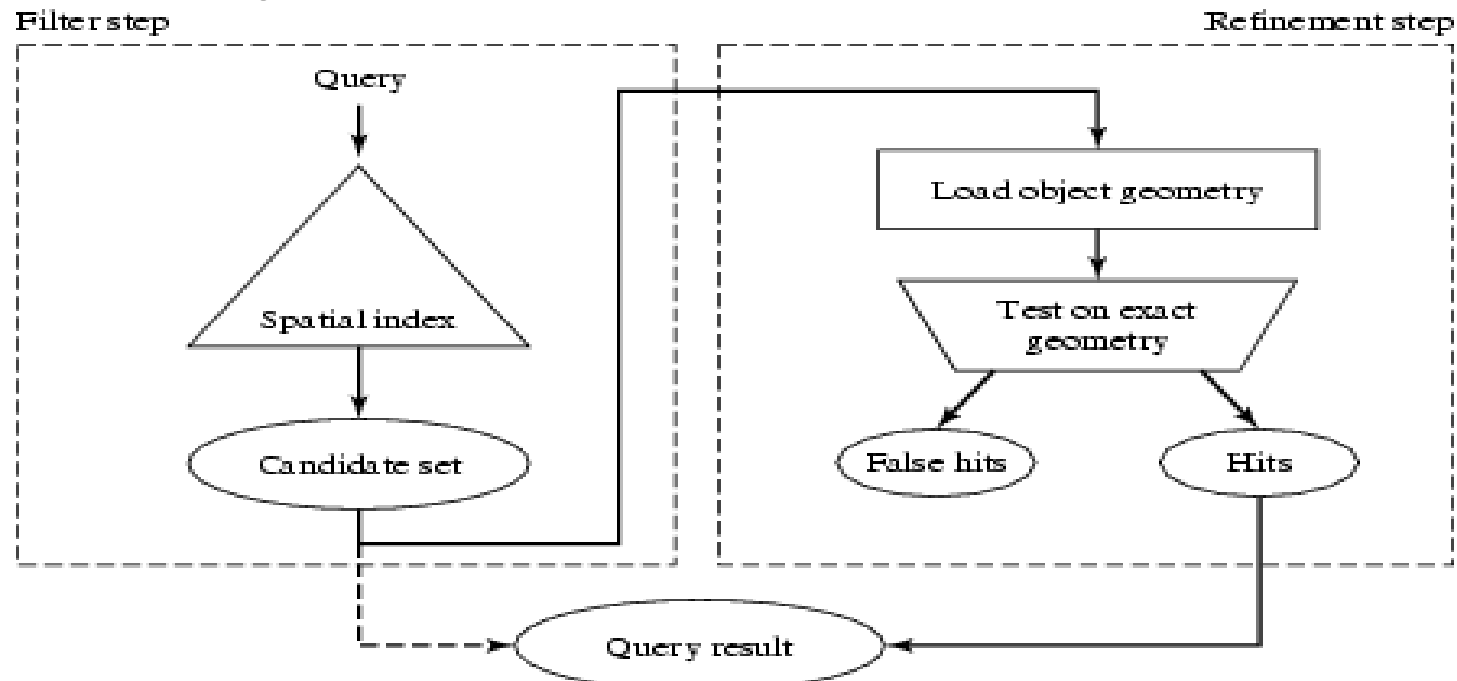 Filter step
Refinement step
Query
Spatial index
Candidate set
Load object geometry
Test on exact
geometry
False hits
Hits
Query result